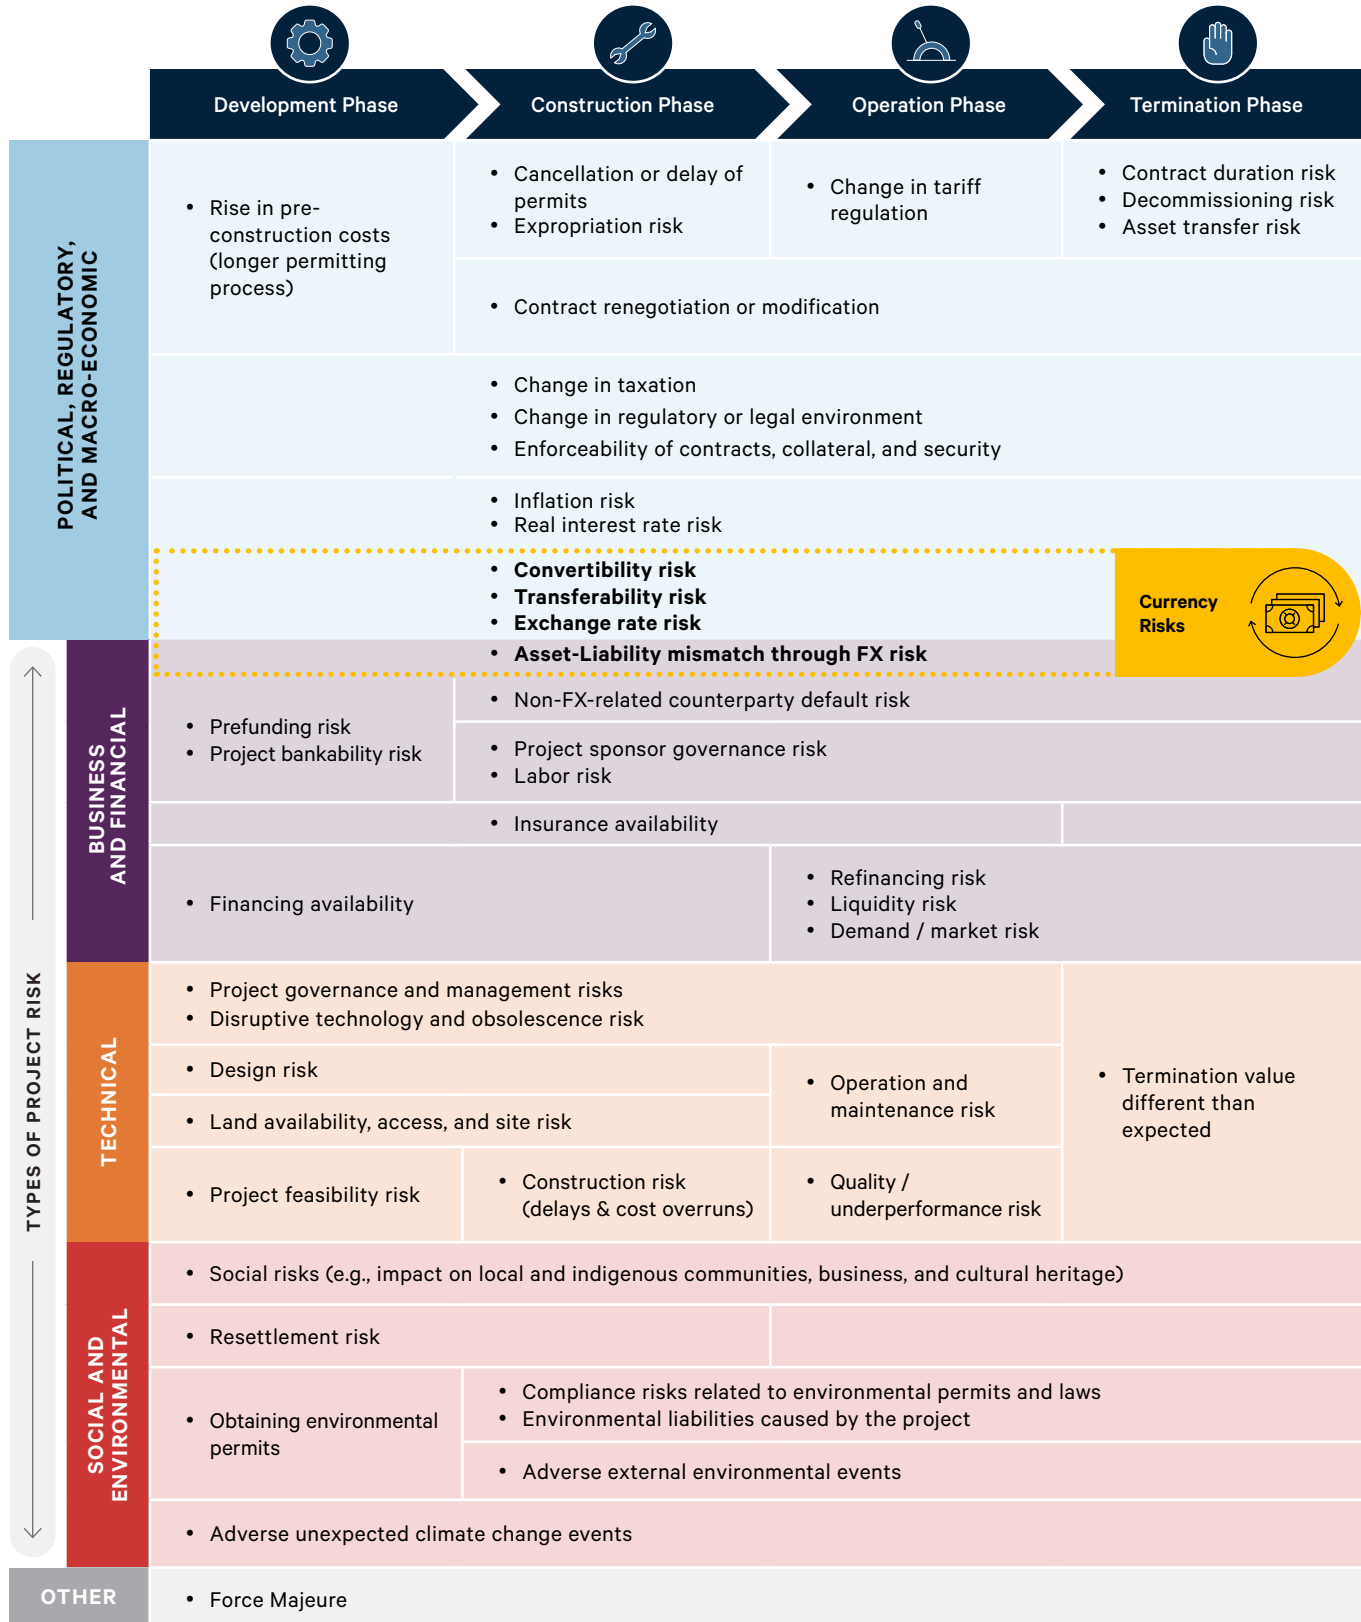 Development Phase
Construction Phase
Operation Phase
Termination Phase
POLITICAL, REGULATORY,
AND MACRO-ECONOMIC
• Rise in pre-
construction costs
(longer permitting
process)
• Cancellation or delay of
permits
• Expropriation risk
• Change in tariff
regulation
• Contract duration risk
• Decommissioning risk
• Asset transfer risk
• Contract renegotiation or modification
• Change in taxation
• Change in regulatory or legal environment
• Enforceability of contracts, collateral, and security
• Inflation risk
• Real interest rate risk
• Convertibility risk
• Transferability risk
• Exchange rate risk
• Asset-Liability mismatch through FX risk
Currency
Risks
TYPES OF PROJECT RISK
BUSINESS
AND FINANCIAL
• Prefunding risk
• Project bankability risk
• Non-FX-related counterparty default risk
• Project sponsor governance risk
• Labor risk
• Insurance availability
• Financing availability
• Refinancing risk
• Liquidity risk
• Demand / market risk
TECHNICAL
• Project governance and management risks
• Disruptive technology and obsolescence risk
• Design risk
• Land availability, access, and site risk
• Operation and
maintenance risk
• Termination value
different than
expected
• Project feasibility risk
• Construction risk
(delays & cost overruns)
• Quality /
underperformance risk
SOCIAL AND
ENVIRONMENTAL
• Social risks (e.g., impact on local and indigenous communities, business, and cultural heritage)
• Resettlement risk
• Obtaining environmental
permits
• Compliance risks related to environmental permits and laws
• Environmental liabilities caused by the project
• Adverse external environmental events
• Adverse unexpected climate change events
OTHER
• Force Majeure